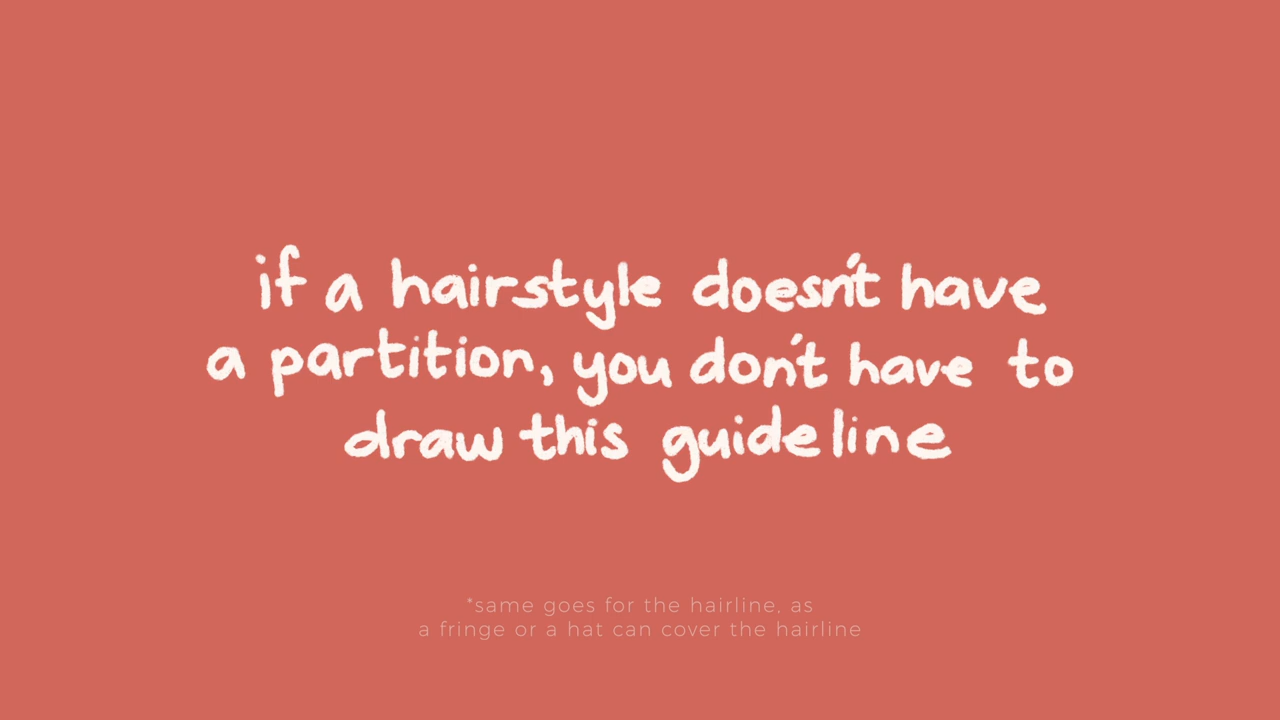 if a hairstyle doesn't have
a partition, you don't have to
draw this guideline
*same goes for the hairline, as
a fringe or a hat can cover the hairline